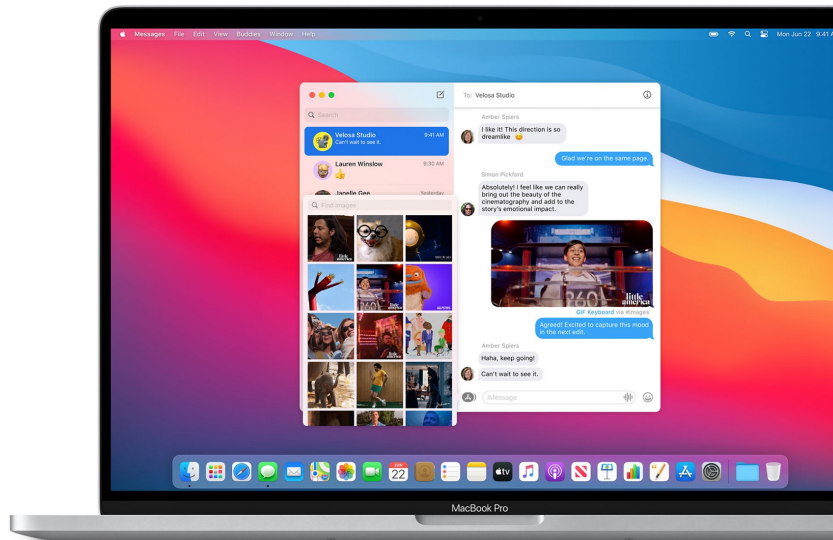 Messages File Edit View Buddies Window Help
Mon Jun 22 9:41 A
Search
Velosa Studio 9:41 AM
Can't wait to see it.
Lauren Winslow 9:30 AM
Janelle Gee Yesterday
Find images
little america
little america
To: Velosa Studio
Amber Spiers
I like it! This direction is so
dreamlike
Glad we're on the same page.
Simon Pickford
Absolutely! I feel like we can really
bring out the beauty of the
cinematography and add to the
story's emotional impact.
360
little
america
GIF Keyboard via #images
Agreed! Excited to capture this mood
in the next edit.
Amber Spiers
Haha, keep going!
Can't wait to see it.
iMessage
JUN
22
tv
MacBook Pro